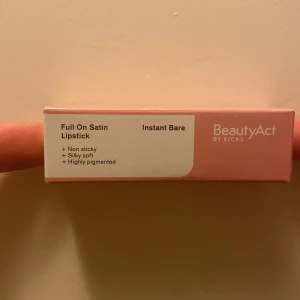 Full On Satin
Lipstick
+ Non sticky
+ Silky soft
+ Highly pigmented
Instant Bare
BeautyAct
BY KICKS